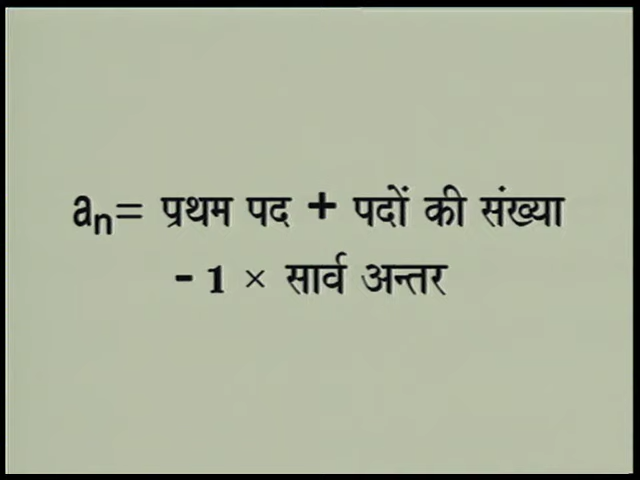 an= प्रथम पद + पदों की संख्या
- 1 × सार्व अन्तर